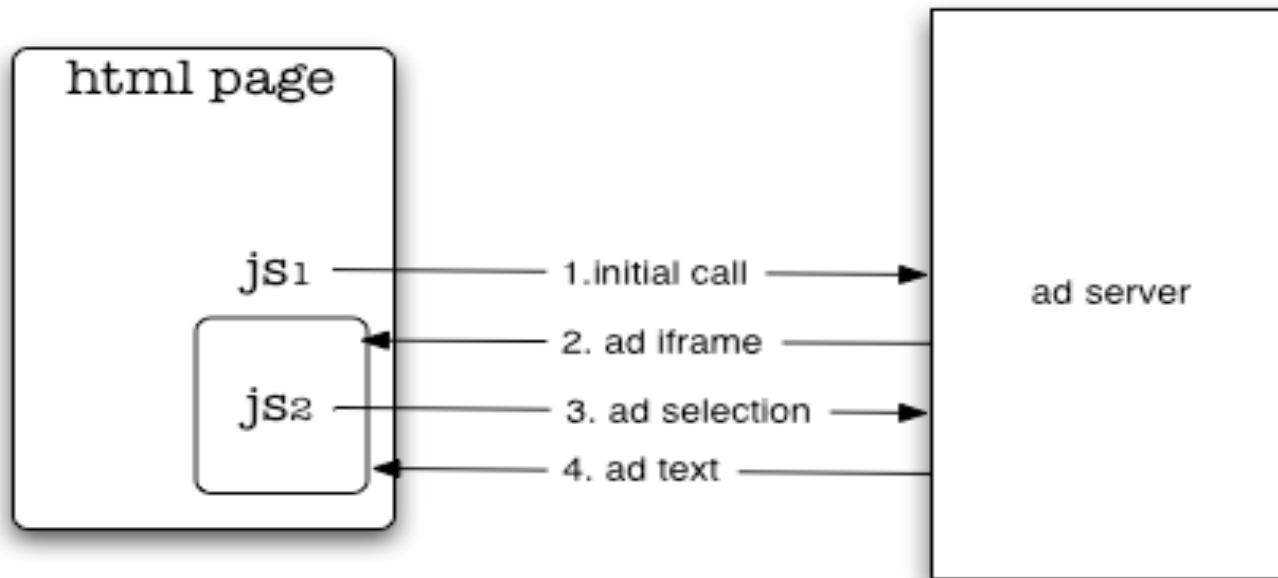 html page
js1
1.initial call
ad server
2. ad iframe
js2
3. ad selection
4. ad text